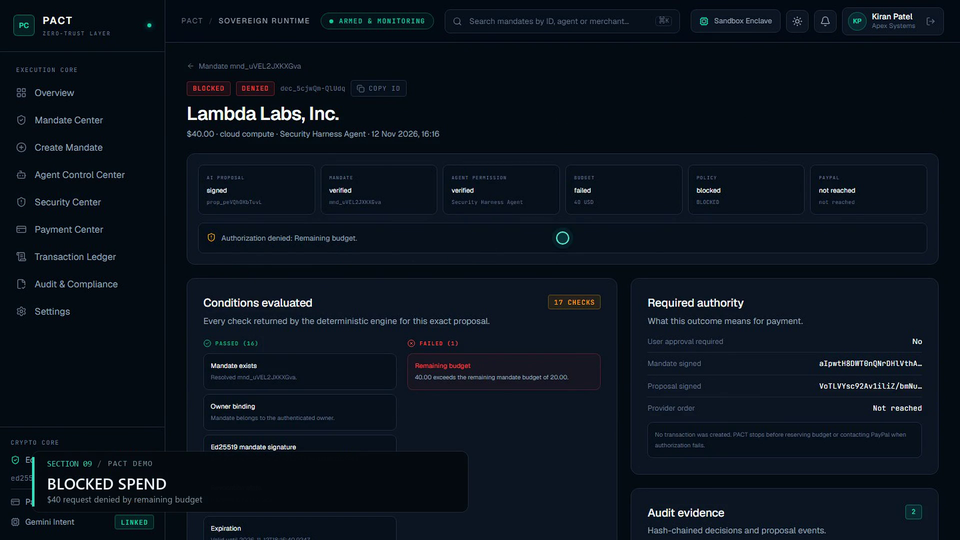 PC
PACT
ZERO-TRUST LAYER
PACT / SOVEREIGN RUNTIME
ARMED & MONITORING
Search mandates by ID, agent or merchant...
⌘K
Sandbox Enclave
KP
Kiran Patel
Apex Systems
EXECUTION CORE
Overview
Mandate Center
Create Mandate
Agent Control Center
Security Center
Payment Center
Transaction Ledger
Audit & Compliance
Settings
CRYPTO CORE
Gemini Intent
LINKED
← Mandate mnd_uVEL2JXKXGva
BLOCKED
DENIED
dec_5cjwQm-QlUdq
COPY ID
Lambda Labs, Inc.
$40.00 · cloud compute · Security Harness Agent · 12 Nov 2026, 16:16
AI PROPOSAL
signed
MANDATE
verified
mnd_uVEL2JXKXGva
AGENT PERMISSION
verified
Security Harness Agent
BUDGET
failed
40 USD
POLICY
blocked
BLOCKED
PAYPAL
not reached
not reached
Authorization denied: Remaining budget.
Conditions evaluated
17 CHECKS
Every check returned by the deterministic engine for this exact proposal.
PASSED (16)
FAILED (1)
Mandate exists
Resolved mnd_uVEL2JXKXGva.
Owner binding
Mandate belongs to the authenticated owner.
Ed25519 mandate signature
Expiration
Remaining budget
40.00 exceeds the remaining mandate budget of 20.00.
Required authority
What this outcome means for payment.
User approval required
No
Mandate signed
aIpwtH8DWT0nQNrDHlVthA…
Proposal signed
VoTLVYsc92Av1iliZ/bmNu…
Provider order
Not reached
No transaction was created. PACT stops before reserving budget or contacting PayPal when
authorization fails.
Audit evidence
2
Hash-chained decisions and proposal events.
SECTION 09 / PACT DEMO
BLOCKED SPEND
$40 request denied by remaining budget